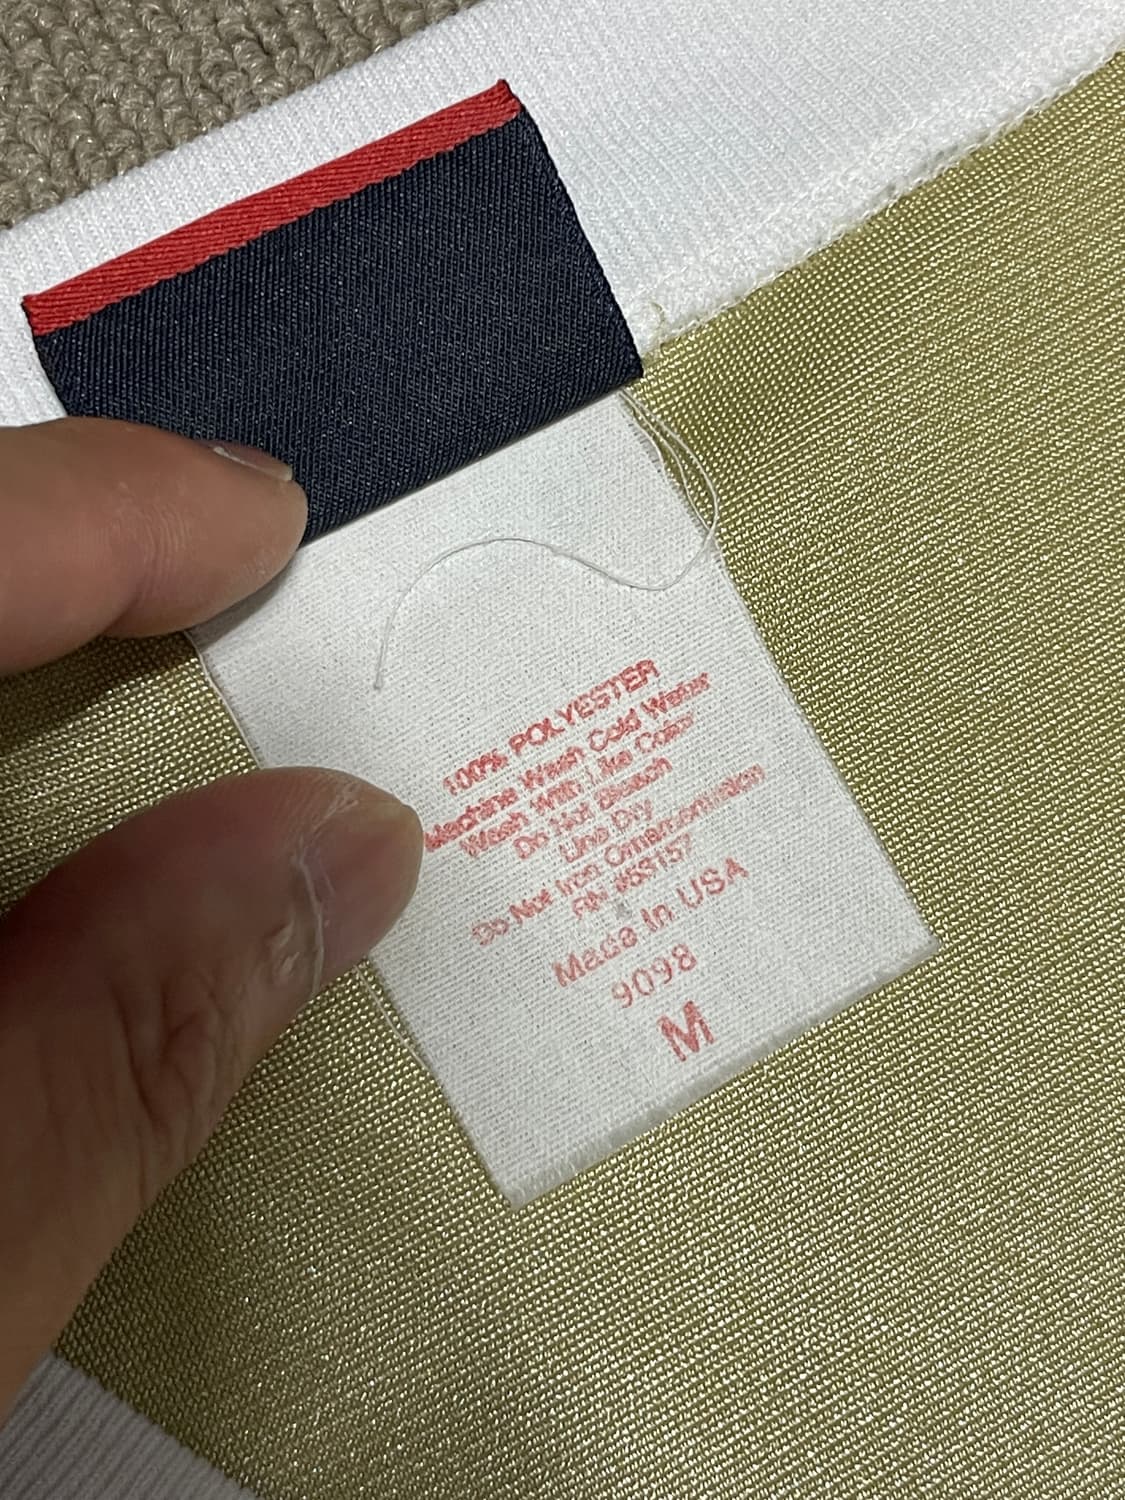 100% POLYESTER
Machine Wash Cold Water
Wash With Like Color
Do Not Bleach
Line Dry
Do Not Iron Ornamentation
RN #53157
Made In USA
9098
M